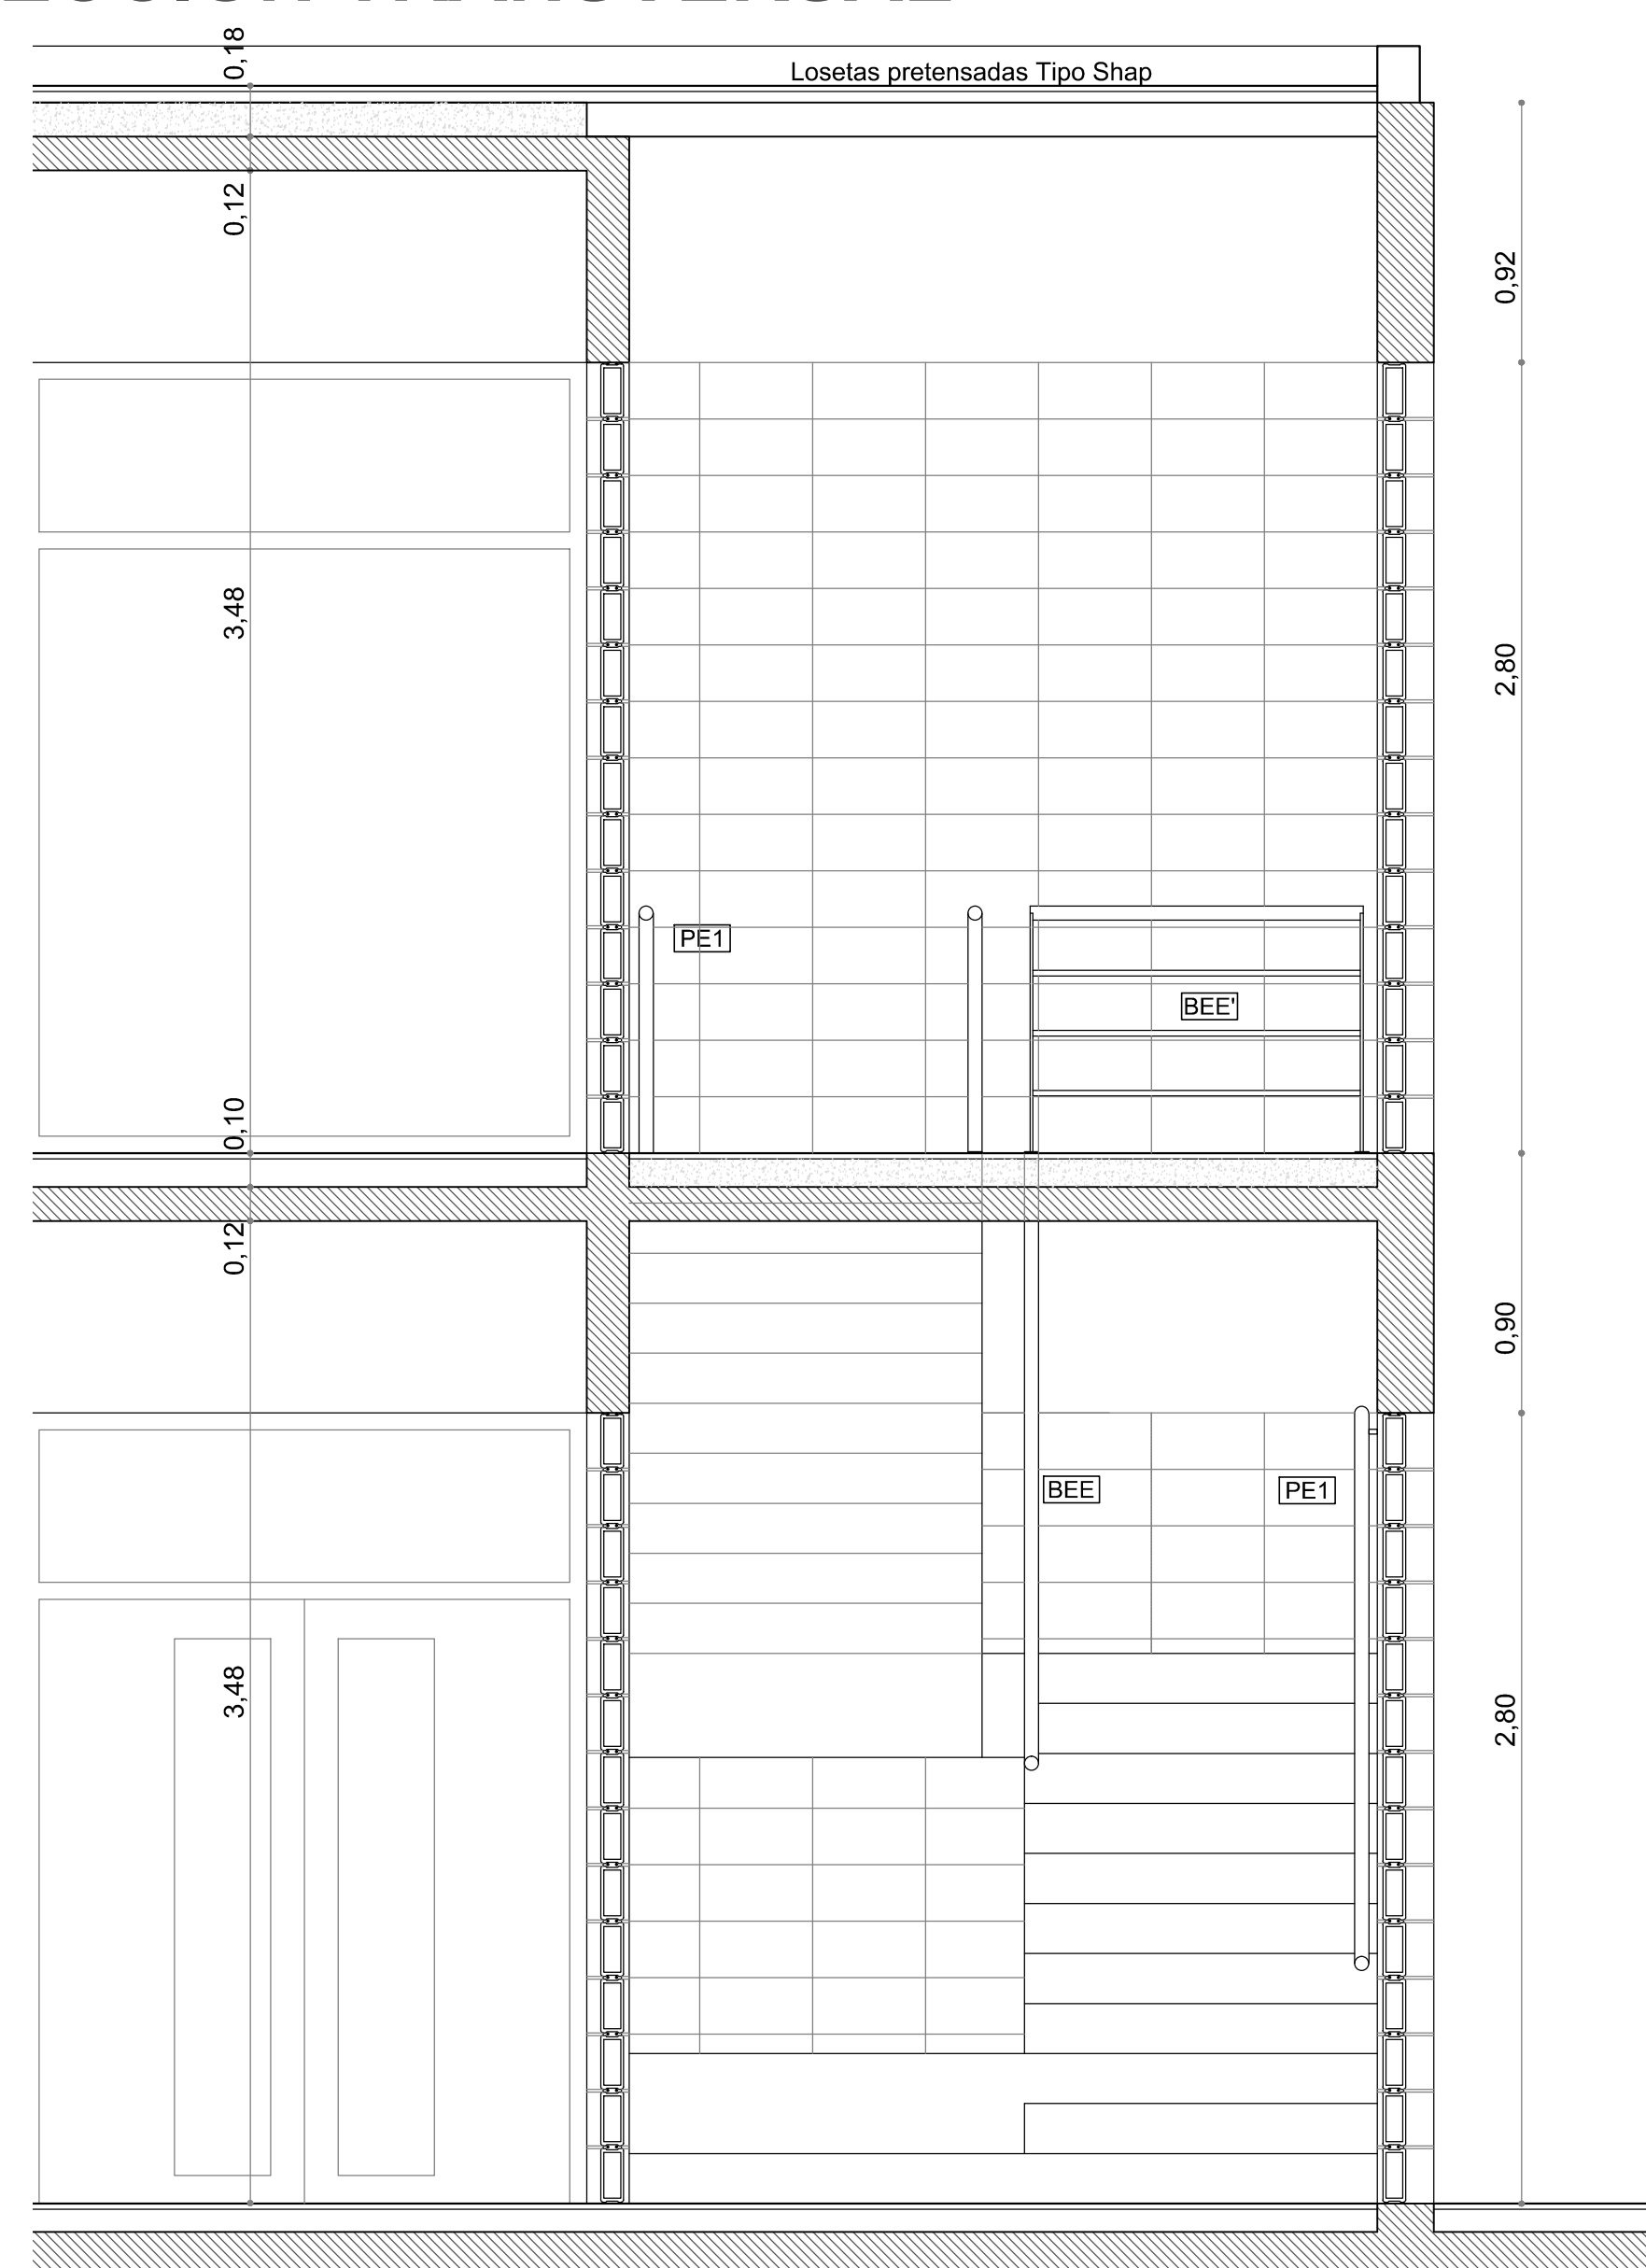 0,18
Losetas pretensadas Tipo Shap
0,12
0,92
3,48
2,80
PE1
BEE'
0,10
0,12
0,90
BEE
PE1
3,48
2,80